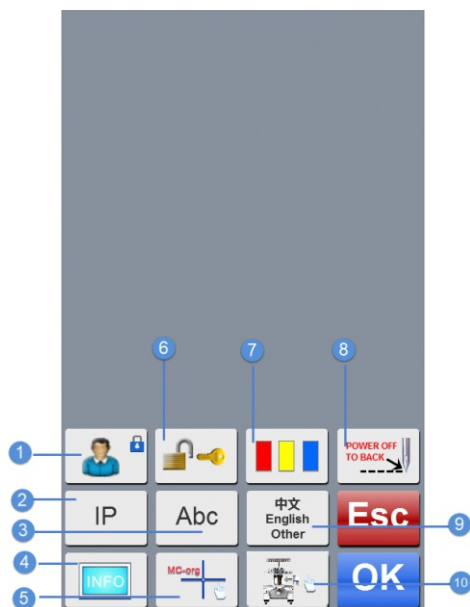 6
7
8
1
POWER OFF
TO BACK
2
IP
3
Abc
中文
English
Other
9
Esc
4
INFO
5
MC-org
10
OK